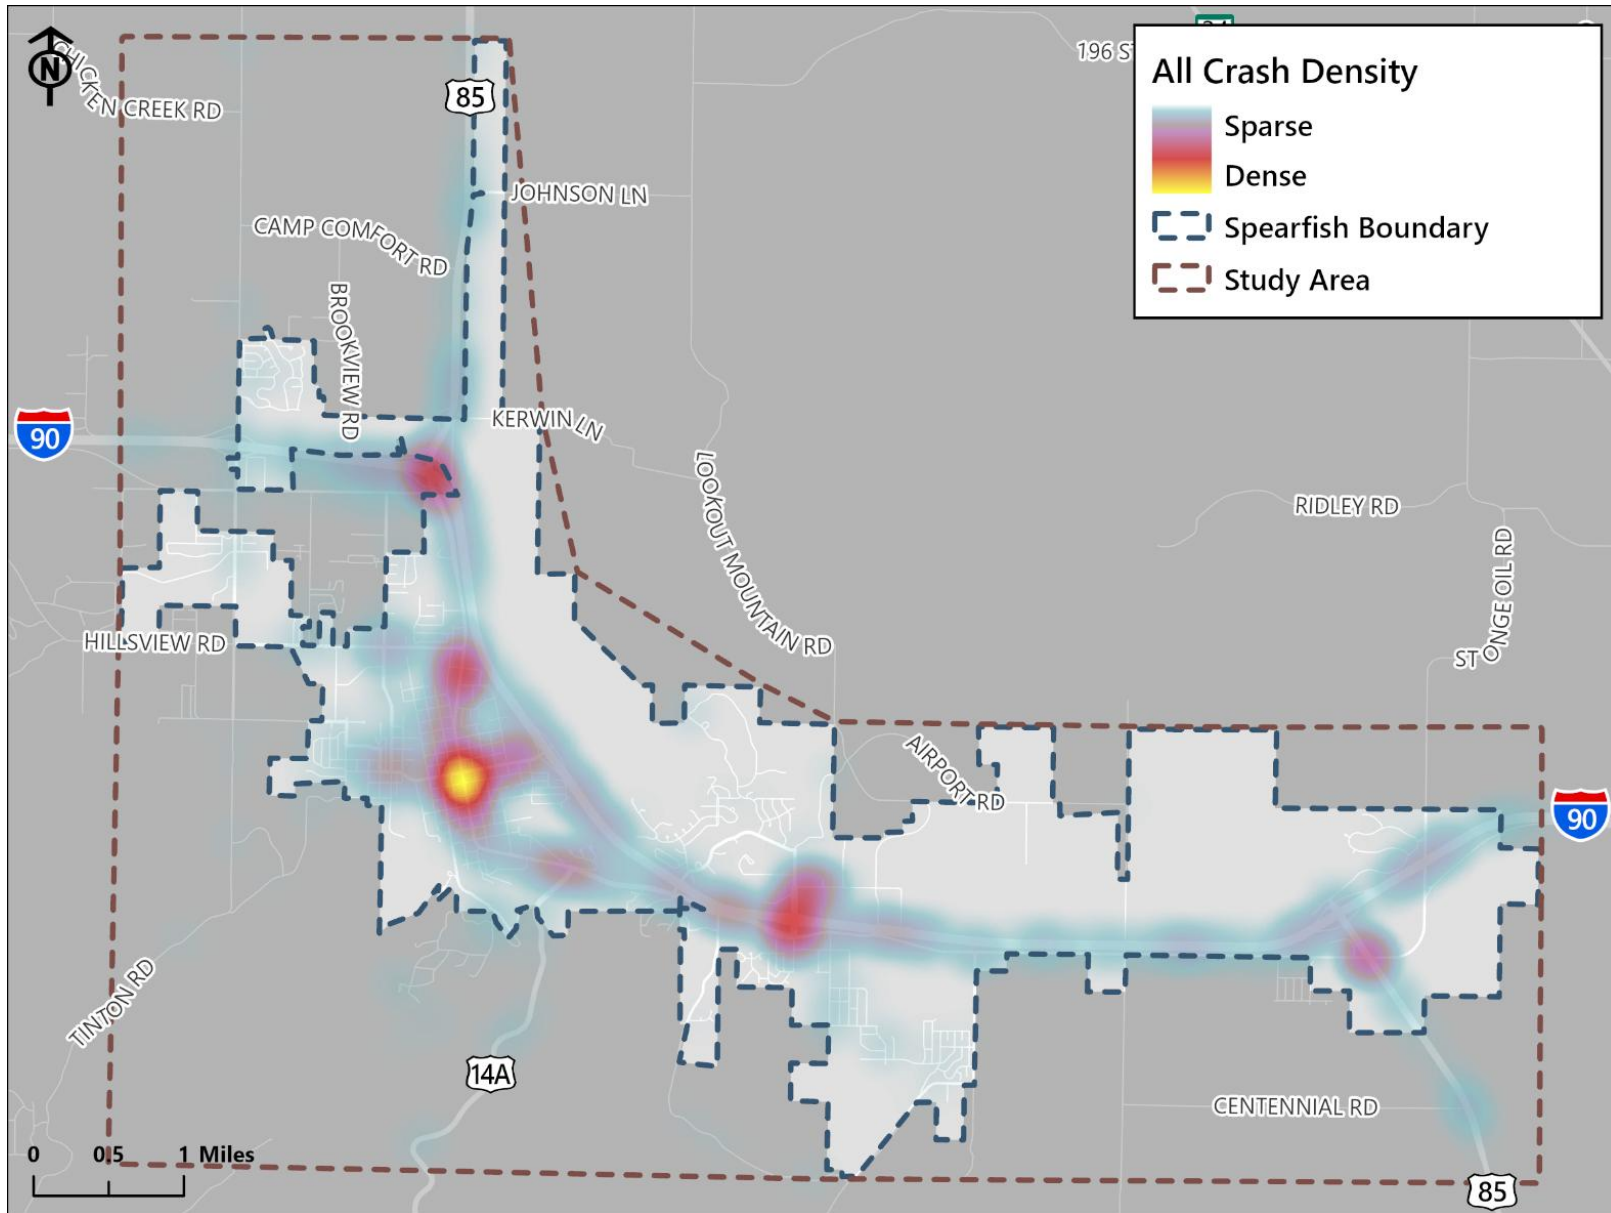 196 ST
All Crash Density
Sparse
Dense
Spearfish Boundary
Study Area
N
CHICKEN CREEK RD
85
JOHNSON LN
CAMP COMFORT RD
BROOKVIEW RD
KERWIN LN
90
LOOKOUT MOUNTAIN RD
RIDLEY RD
ST ONGE OIL RD
HILLSVIEW RD
AIRPORT RD
90
TINTON RD
14A
CENTENNIAL RD
0 0.5 1 Miles
85